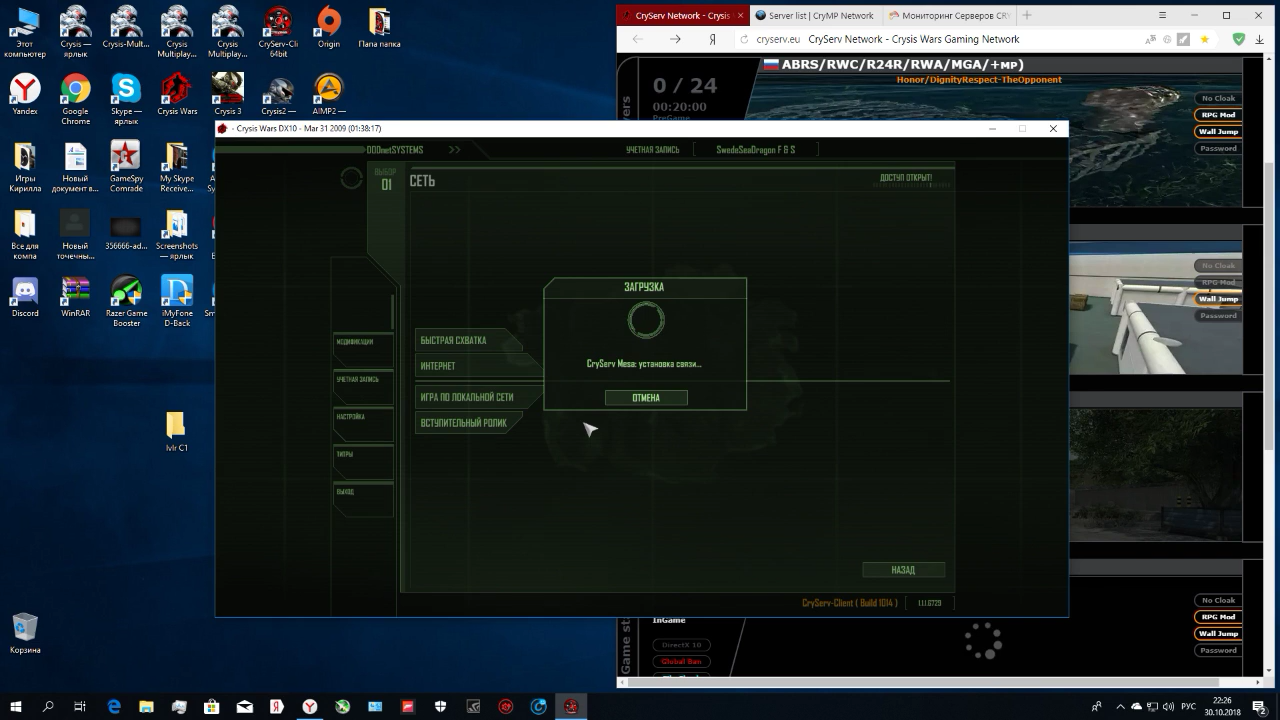 Этот компьютер
Crysis — ярлык
Crysis-Mult...
Crysis Multiplay...
Crysis Multiplay...
CryServ-Cli 64bit
Origin
Папа папка
Yandex
Google Chrome
Skype — ярлык
Crysis Wars
Crysis 3
Crysis2 —
AIMP2 —
Игры Кирилла
Новый документ в...
GameSpy Comrade
My Skype Receive...
Все для компа
Новый точечны...
356666-ad...
Screenshots — ярлык
Discord
WinRAR
Razer Game Booster
iMyFone D-Back
lvlr C1
Корзина
CryServ Network - Crysis
Server list | CryMP Network
Мониторинг Серверов CRY
cryserv.eu CryServ Network - Crysis Wars Gaming Network
0 / 24
00:20:00
PreGame
ABRS/RWC/R24R/RWA/MGA/+мр)
Honor/DignityRespect-TheOpponent
No Cloak
RPG Mod
Wall Jump
Password
No Cloak
RPG Mod
Wall Jump
Password
- Crysis Wars DX10 - Mar 31 2009 (01:38:17)
DDDnetSYSTEMS >>
УЧЕТНАЯ ЗАПИСЬ
SwedeSeaDragon F & S
ВЫБОР
01
СЕТЬ
ДОСТУП ОТКРЫТ!
МОДИФИКАЦИИ
УЧЕТНАЯ ЗАПИСЬ
НАСТРОЙКА
ТИТРЫ
ВЫХОД
БЫСТРАЯ СХВАТКА
ИНТЕРНЕТ
ИГРА ПО ЛОКАЛЬНОЙ СЕТИ
ВСТУПИТЕЛЬНЫЙ РОЛИК
ЗАГРУЗКА
CryServ Mesa: установка связи...
ОТМЕНА
НАЗАД
CryServ-Client ( Build 1014 )
1.1.1.6729
InGame
DirectX 10
Global Ban
Game st
No Cloak
RPG Mod
Wall Jump
Password
РУС
22:26
30.10.2018